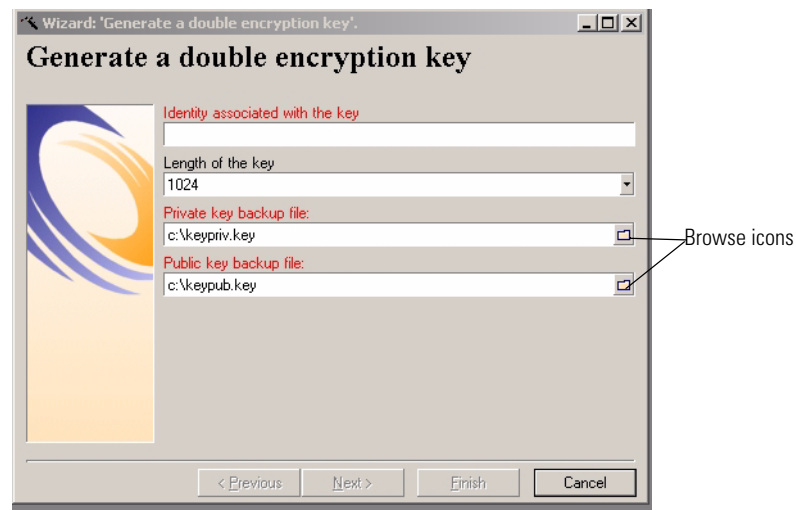 Wizard: 'Generate a double encryption key'.
Generate a double encryption key
Identity associated with the key
Length of the key
1024
Private key backup file:
c:\keypriv.key
Browse icons
Public key backup file:
c:\keypub.key
< Previous
Next >
Finish
Cancel